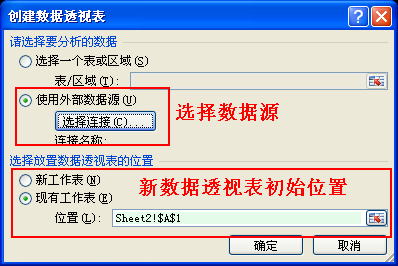 创建数据透视表
请选择要分析的数据
选择一个表或区域(S)
表/区域(T):
使用外部数据源(U)
选择数据源
选择连接(C)...
连接名称:
选择放置数据透视表的位置
新工作表(N)
新数据透视表初始位置
现有工作表(E)
位置(L): Sheet2!$A$1
确定 取消